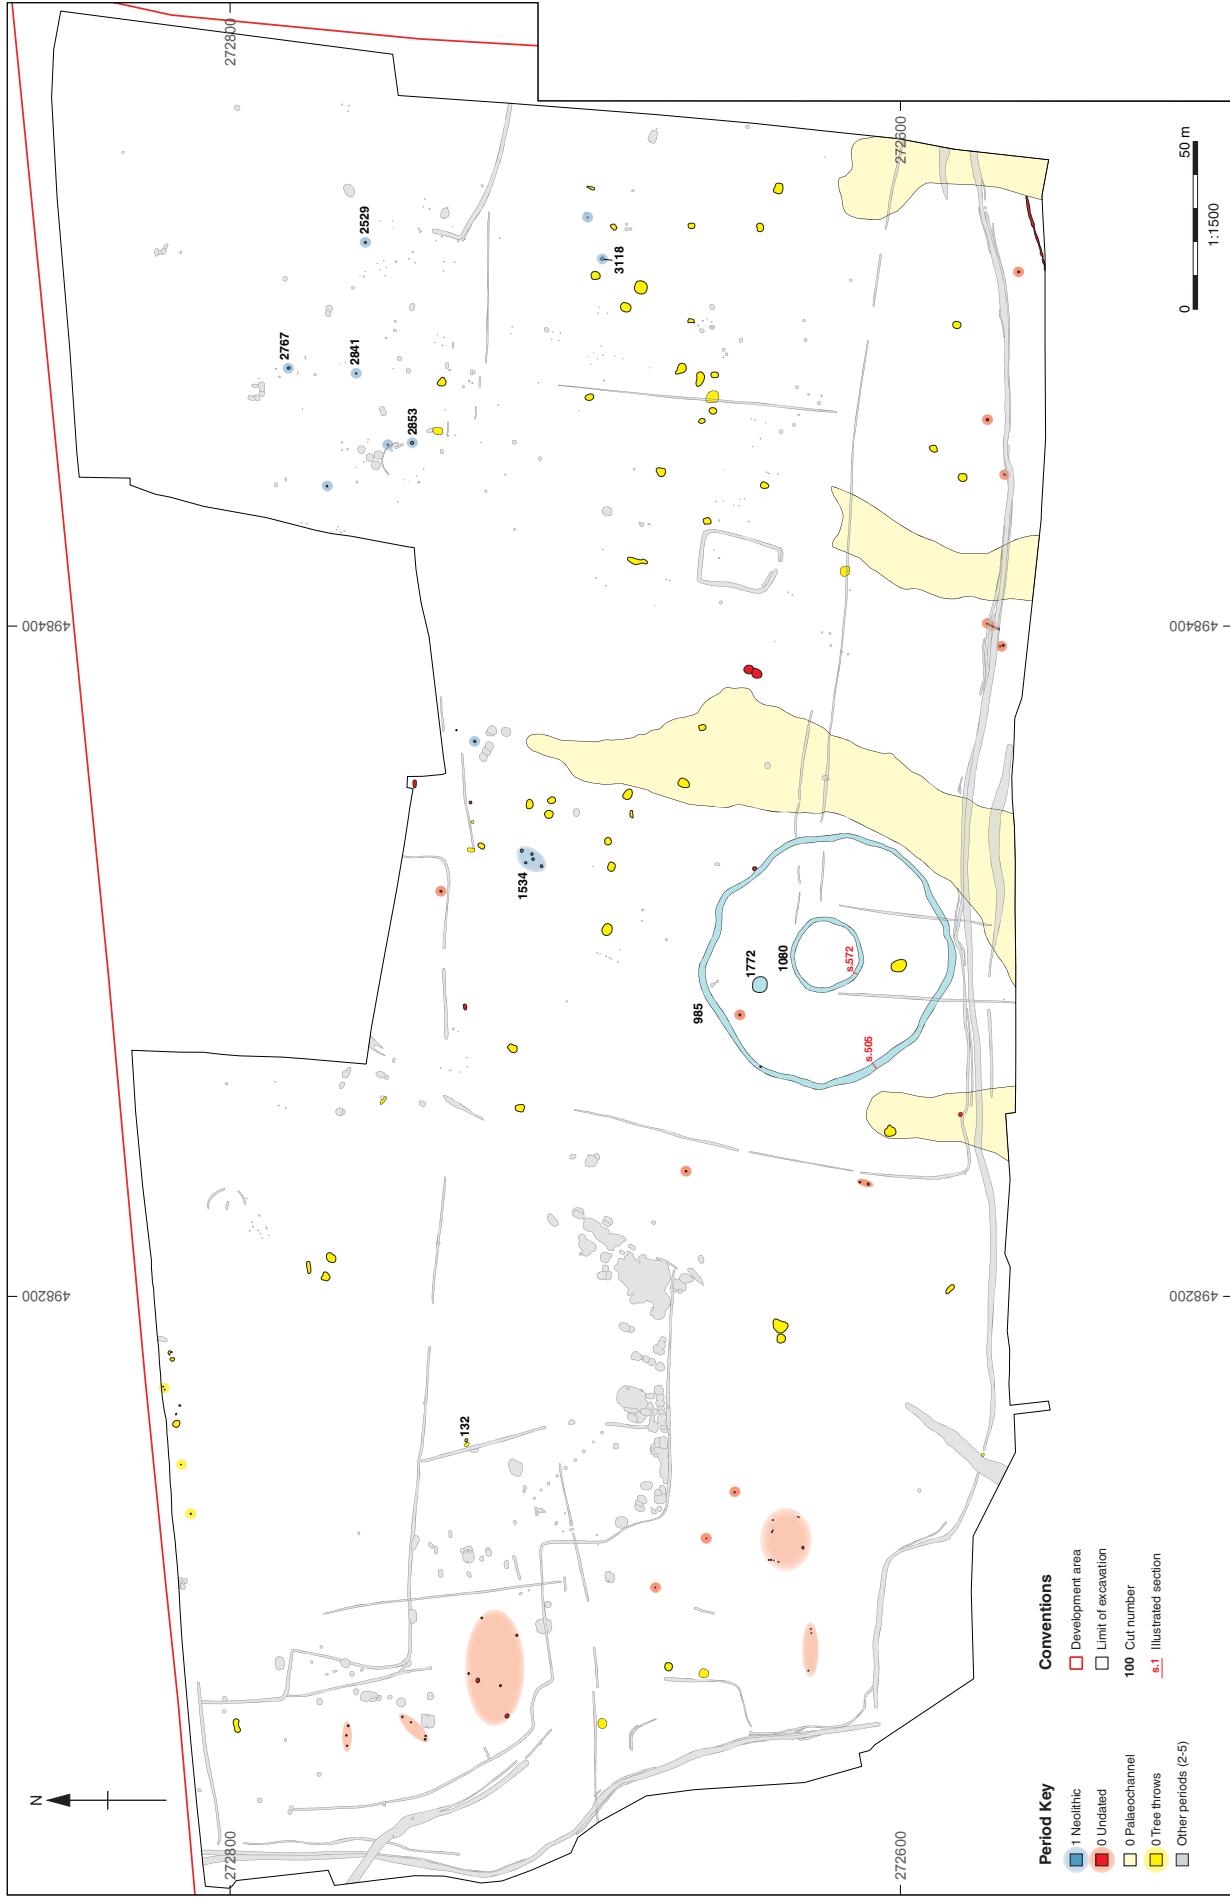 272800
498400
498400
498200
498200
272600
272800
272600
2529
2767
2841
2853
3118
1534
985
1772
1080
s.572
s.505
132
N
0
50 m
1:1500
Period Key
1 Neolithic
0 Undated
0 Palaeochannel
0 Tree throws
Other periods (2-5)
Conventions
Development area
Limit of excavation
100 Cut number
s.1 Illustrated section